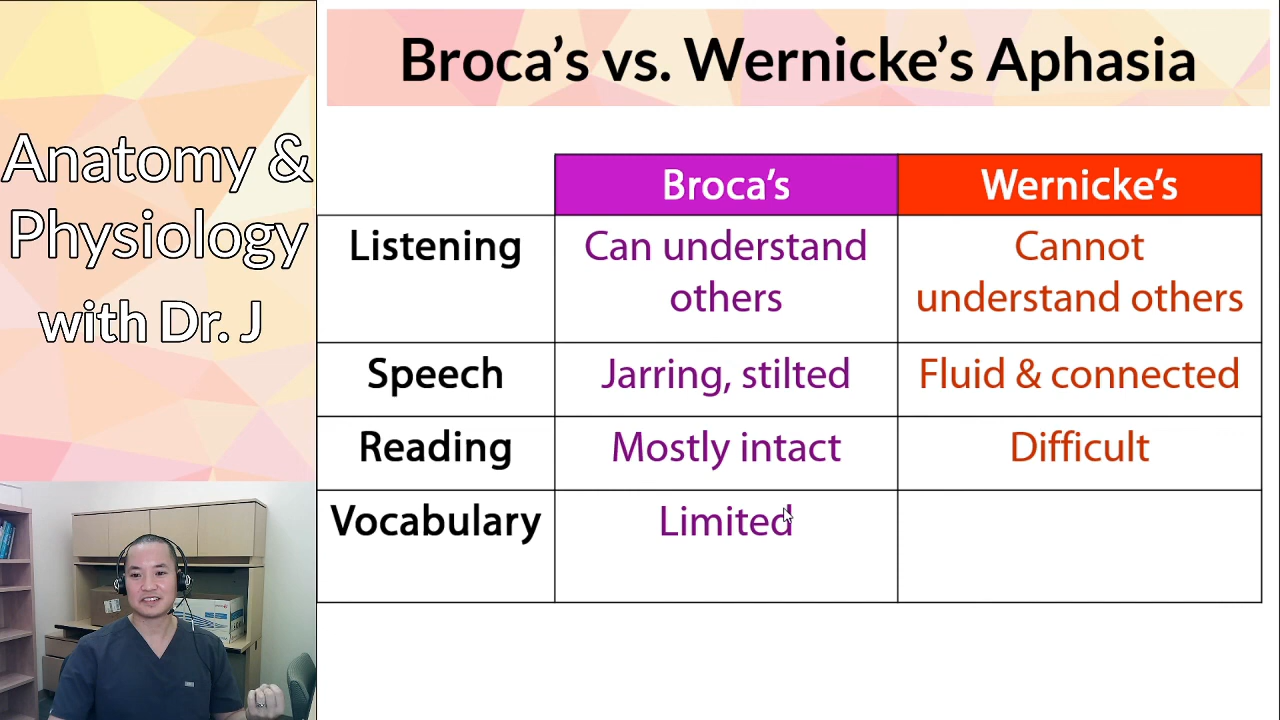 Anatomy &
Physiology
with Dr. J
Broca’s vs. Wernicke’s Aphasia
Broca’s
Wernicke’s
Listening
Can understand
others
Cannot
understand others
Speech
Jarring, stilted
Fluid & connected
Reading
Mostly intact
Difficult
Vocabulary
Limited